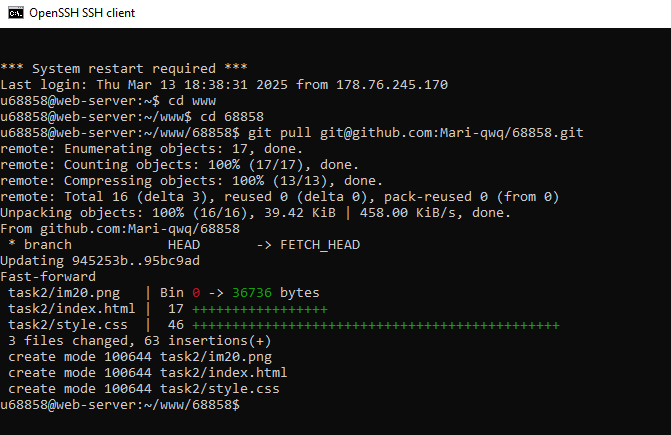 OpenSSH SSH client
*** System restart required ***
Last login: Thu Mar 13 18:38:31 2025 from 178.76.245.170
u68858@web-server:~$ cd www
u68858@web-server:~/www$ cd 68858
u68858@web-server:~/www/68858$ git pull git@github.com:Mari-qwq/68858.git
remote: Enumerating objects: 17, done.
remote: Counting objects: 100% (17/17), done.
remote: Compressing objects: 100% (13/13), done.
remote: Total 16 (delta 3), reused 0 (delta 0), pack-reused 0 (from 0)
Unpacking objects: 100% (16/16), 39.42 KiB | 458.00 KiB/s, done.
From github.com:Mari-qwq/68858
 * branch            HEAD       -> FETCH_HEAD
Updating 945253b..95bc9ad
Fast-forward
 task2/im20.png   | Bin 0 -> 36736 bytes
 task2/index.html |  17 +++++++++++++++++
 task2/style.css  |  46 ++++++++++++++++++++++++++++++++++++++++++++++
 3 files changed, 63 insertions(+)
 create mode 100644 task2/im20.png
 create mode 100644 task2/index.html
 create mode 100644 task2/style.css
u68858@web-server:~/www/68858$